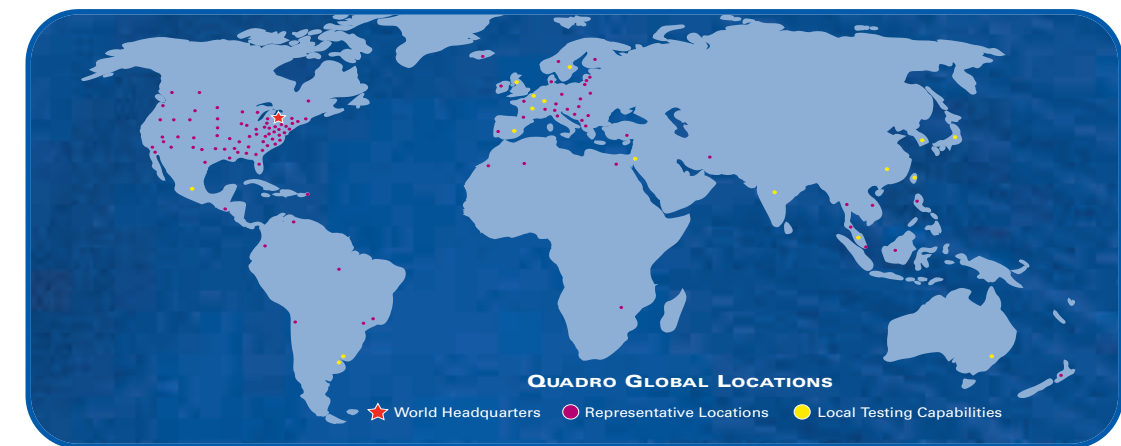 QUADRO GLOBAL LOCATIONS
World Headquarters Representative Locations Local Testing Capabilities